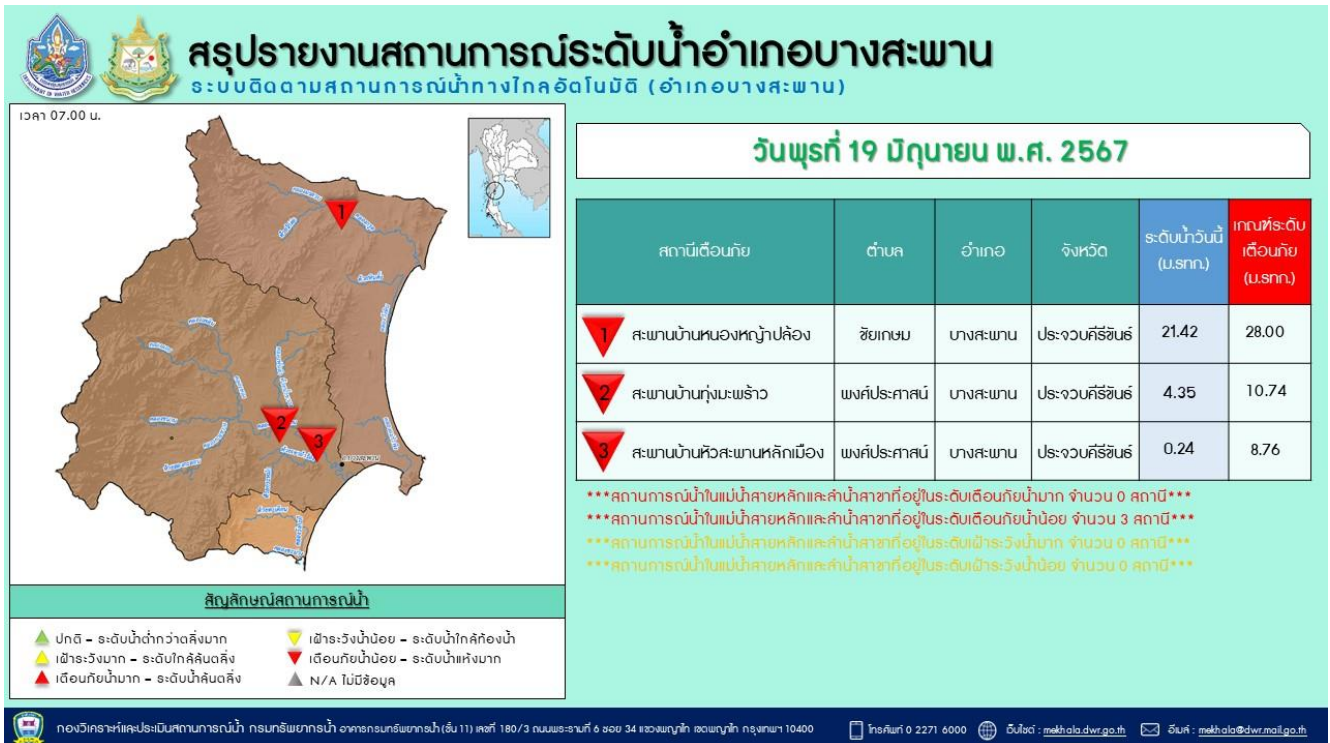 สรุปรายงานสถานการณ์ระดับน้ำอำเภอบางสะพาน
ระบบติดตามสถานการณ์น้ำทางไกลอัตโนมัติ (อำเภอบางสะพาน)
เวลา 07.00 น.
1
2
3
สัญลักษณ์สถานการณ์น้ำ
ปกติ - ระดับน้ำต่ำกว่าตลิ่งมาก
เฝ้าระวังมาก - ระดับใกล้ล้นตลิ่ง
เตือนภัยน้ำมาก - ระดับน้ำล้นตลิ่ง
เฝ้าระวังน้ำน้อย - ระดับน้ำใกล้ท้องน้ำ
เตือนภัยน้ำน้อย - ระดับน้ำแห้งมาก
N/A ไม่มีข้อมูล
วันพุธที่ 19 มิถุนายน พ.ศ. 2567
สถานีเตือนภัย ตำบล อำเภอ จังหวัด ระดับน้ำวันนี้ (ม.รทก.) เกณฑ์ระดับเตือนภัย (ม.รทก.)
1 สะพานบ้านหนองหญ้าปล้อง ชัยเกษม บางสะพาน ประจวบคีรีขันธ์ 21.42 28.00
2 สะพานบ้านทุ่งมะพร้าว พงศ์ประศาสน์ บางสะพาน ประจวบคีรีขันธ์ 4.35 10.74
3 สะพานบ้านหัวสะพานหลักเมือง พงศ์ประศาสน์ บางสะพาน ประจวบคีรีขันธ์ 0.24 8.76
***สถานการณ์น้ำในแม่น้ำสายหลักและลำน้ำสาขาที่อยู่ในระดับเตือนภัยน้ำมาก จำนวน 0 สถานี***
***สถานการณ์น้ำในแม่น้ำสายหลักและลำน้ำสาขาที่อยู่ในระดับเตือนภัยน้ำน้อย จำนวน 3 สถานี***
***สถานการณ์น้ำในแม่น้ำสายหลักและลำน้ำสาขาที่อยู่ในระดับเฝ้าระวังน้ำมาก จำนวน 0 สถานี***
***สถานการณ์น้ำในแม่น้ำสายหลักและลำน้ำสาขาที่อยู่ในระดับเฝ้าระวังน้ำน้อย จำนวน 0 สถานี***
กองวิเคราะห์และประเมินสถานการณ์น้ำ กรมทรัพยากรน้ำ อาคารกรมทรัพยากรน้ำ (ชั้น 11) เลขที่ 180/3 ถนนพระรามที่ 6 ซอย 34 แขวงพญาไท เขตพญาไท กรุงเทพฯ 10400 โทรศัพท์ 0 2271 6000 เว็บไซต์ : mekhala.dwr.go.th อีเมล์ : mekhala@dwr.mail.go.th